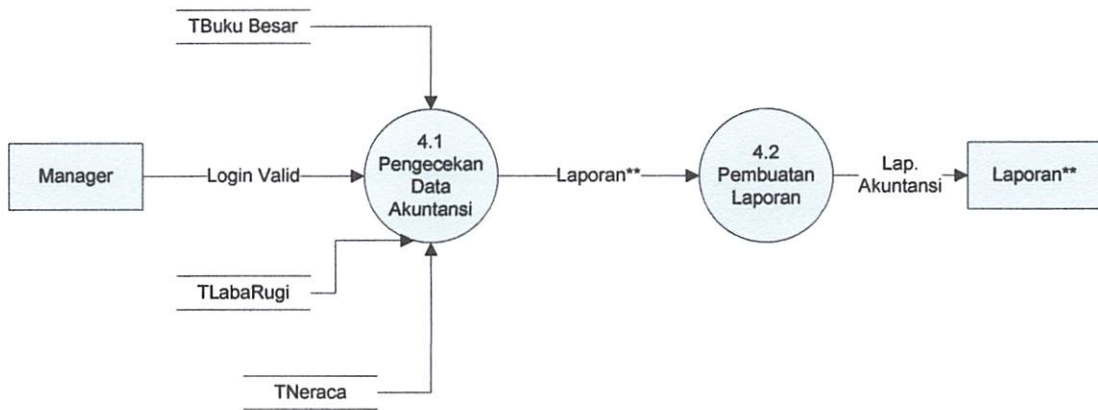 TBuku Besar
Manager
Login Valid
4.1
Pengecekan
Data
Akuntansi
Laporan**
4.2
Pembuatan
Laporan
Lap.
Akuntansi
Laporan**
TLabaRugi
TNeraca